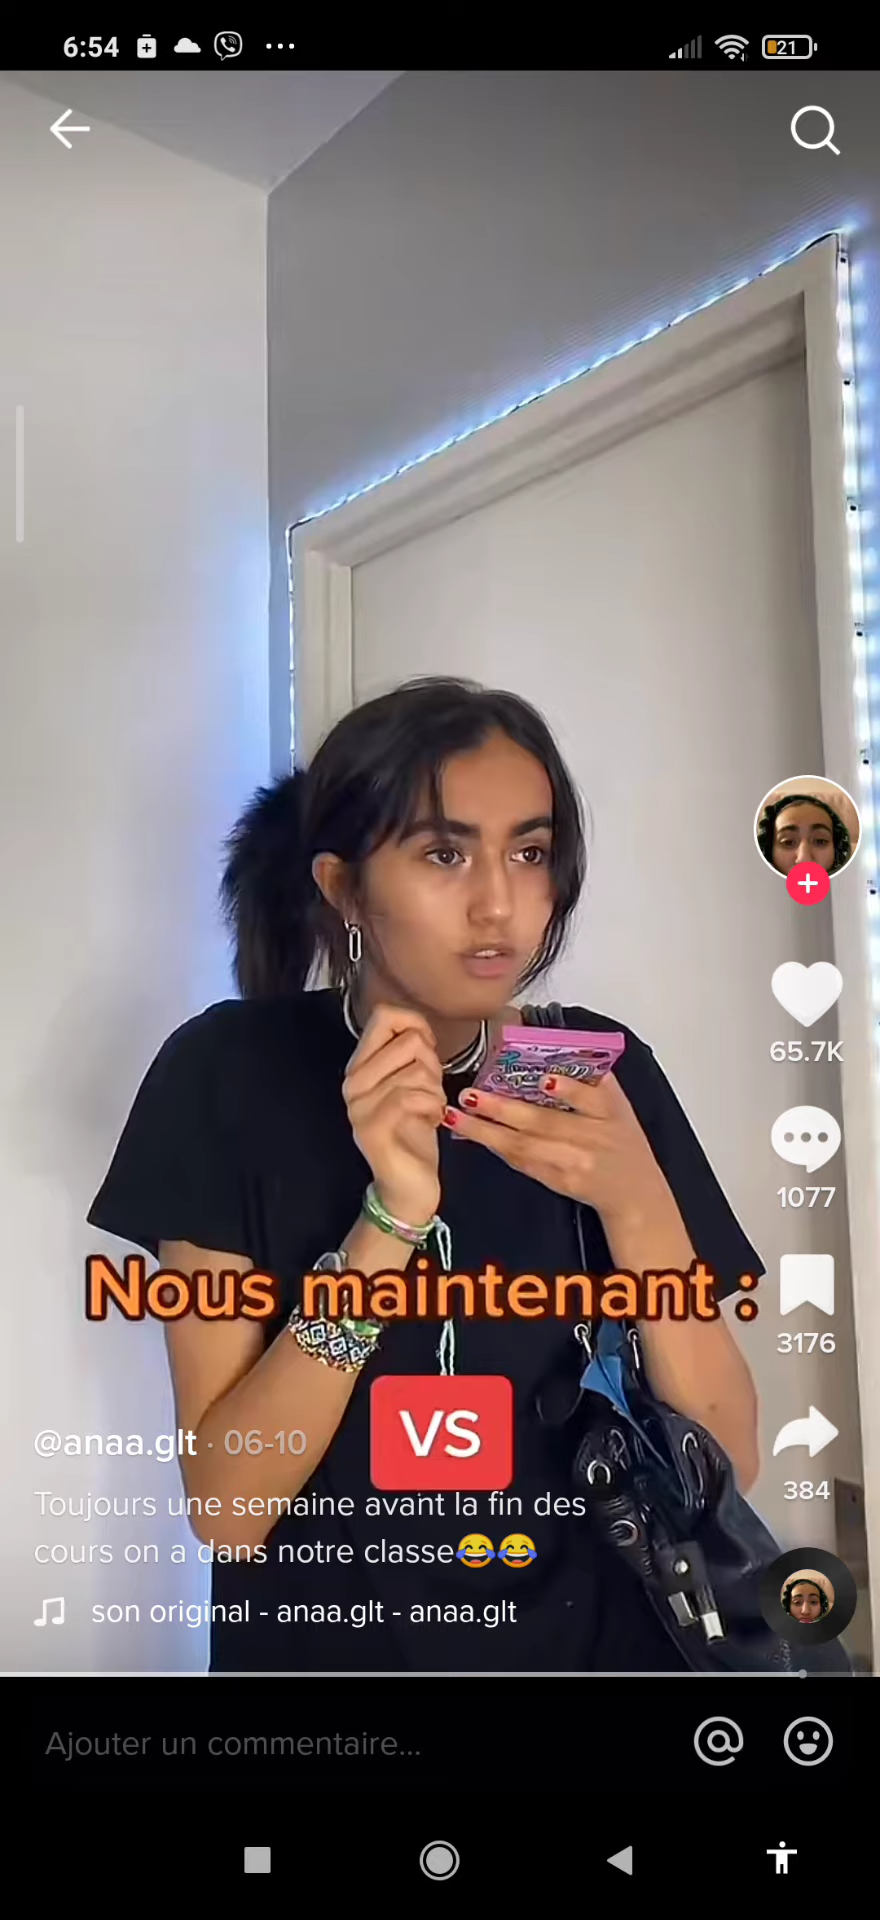 6:54
21
65.7K
1077
Nous maintenant :
3176
VS
@anaa.glt · 06-10
384
Toujours une semaine avant la fin des
cours on a dans notre classe😂😂
son original - anaa.glt - anaa.glt
Ajouter un commentaire...